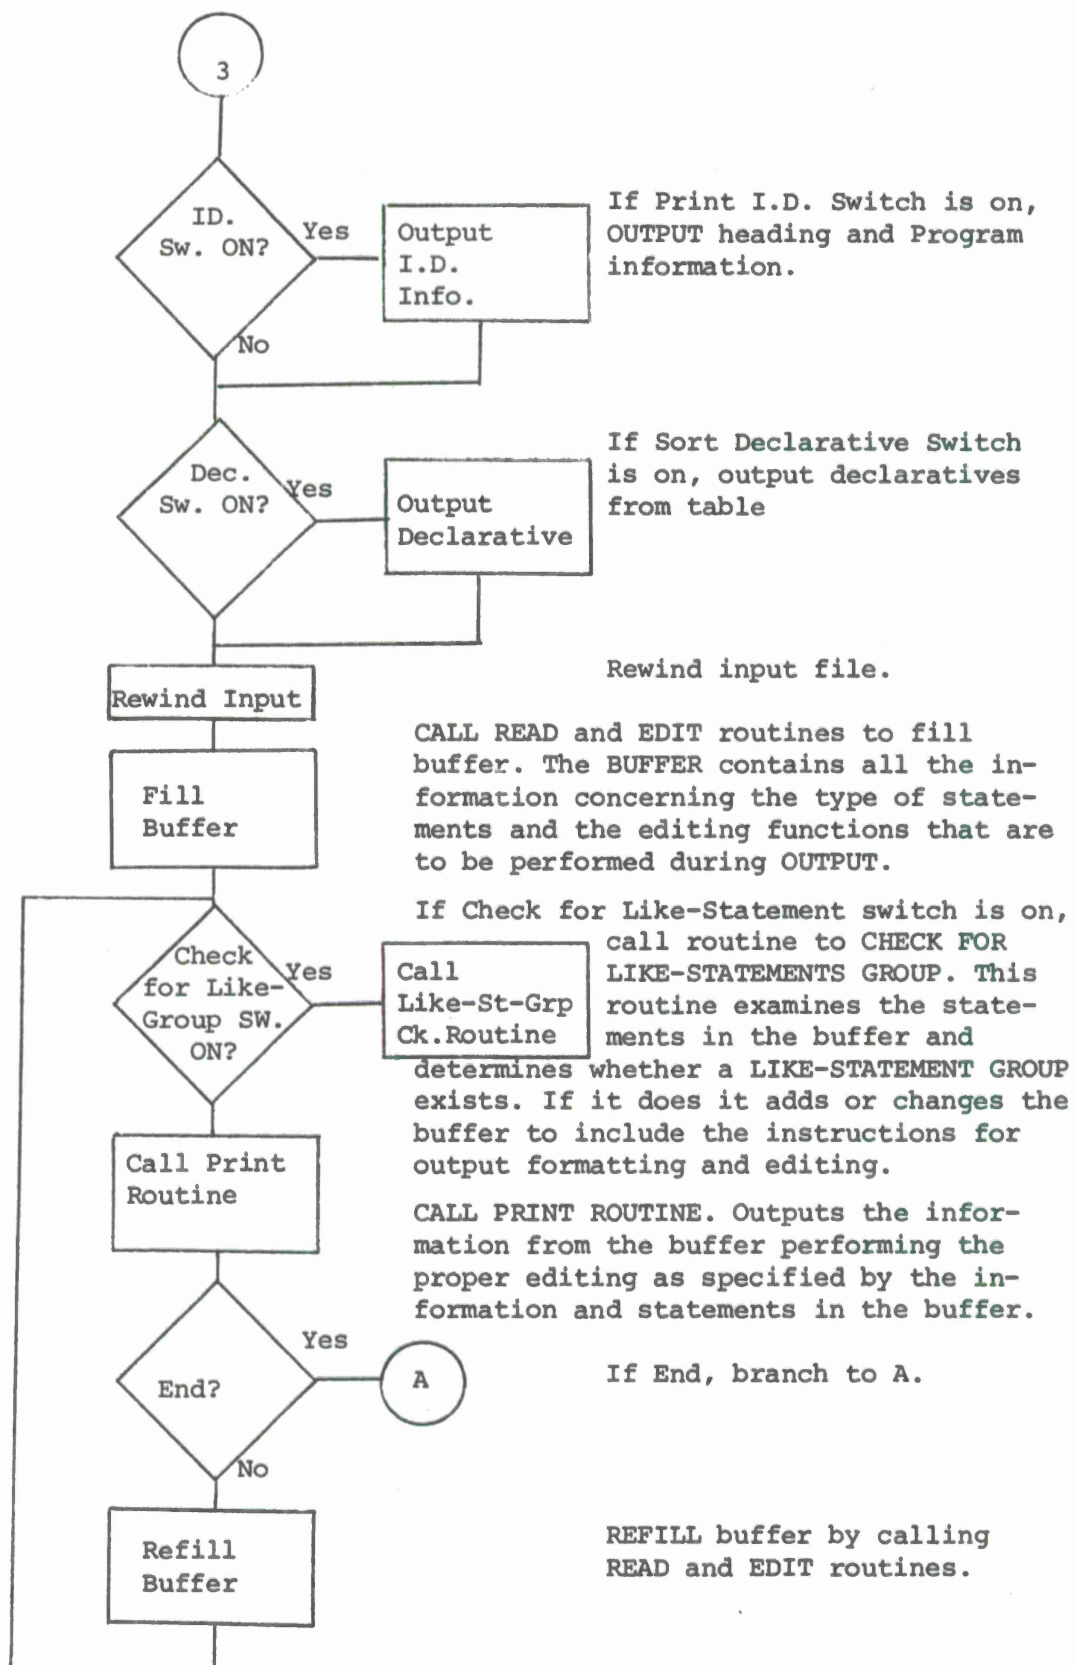 3
ID.
Sw. ON?
Yes
No
Output
I.D.
Info.
If Print I.D. Switch is on,
OUTPUT heading and Program
information.
Dec.
Sw. ON?
Yes
Output
Declarative
If Sort Declarative Switch
is on, output declaratives
from table
Rewind Input
Rewind input file.
Fill
Buffer
CALL READ and EDIT routines to fill
buffer. The BUFFER contains all the in-
formation concerning the type of state-
ments and the editing functions that are
to be performed during OUTPUT.
Check
for Like-
Group SW.
ON?
Yes
Call
Like-St-Grp
Ck.Routine
If Check for Like-Statement switch is on,
call routine to CHECK FOR
LIKE-STATEMENTS GROUP. This
routine examines the state-
ments in the buffer and
determines whether a LIKE-STATEMENT GROUP
exists. If it does it adds or changes the
buffer to include the instructions for
output formatting and editing.
Call Print
Routine
CALL PRINT ROUTINE. Outputs the infor-
mation from the buffer performing the
proper editing as specified by the in-
formation and statements in the buffer.
End?
Yes
No
A
If End, branch to A.
Refill
Buffer
REFILL buffer by calling
READ and EDIT routines.